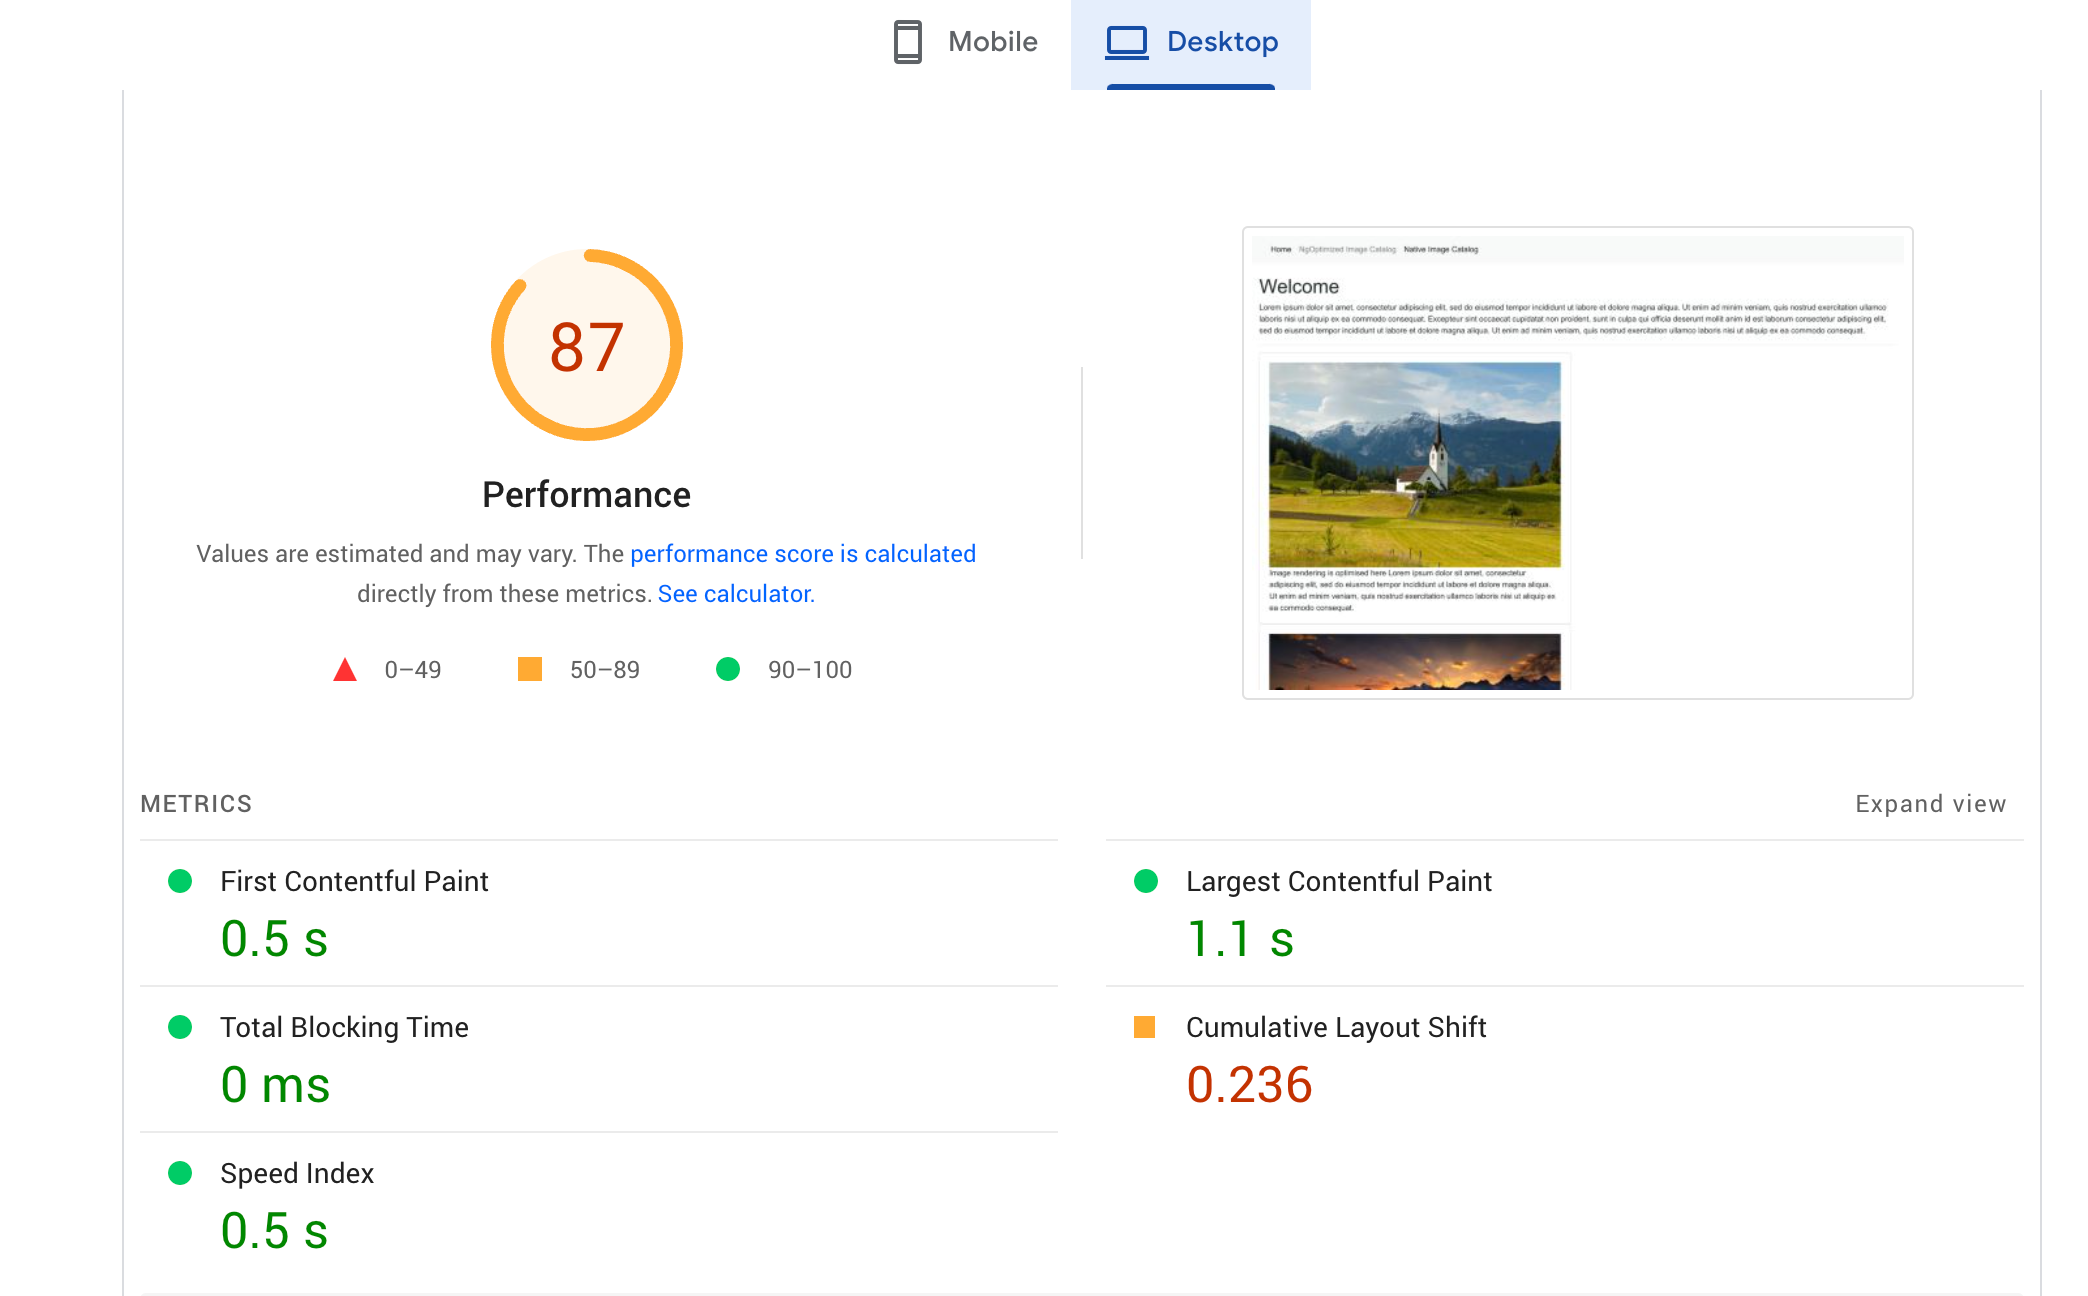 Mobile
Desktop
87
Performance
Values are estimated and may vary. The performance score is calculated
directly from these metrics. See calculator.
0–49
50–89
90–100
Home NgOptimized Image Catalog Native Image Catalog
Welcome
Lorem ipsum dolor sit amet, consectetur adipiscing elit, sed do eiusmod tempor incididunt ut labore et dolore magna aliqua. Ut enim ad minim veniam, quis nostrud exercitation ullamco
laboris nisi ut aliquip ex ea commodo consequat. Excepteur sint occaecat cupidatat non proident, sunt in culpa qui officia deserunt mollit anim id est laborum consectetur adipiscing elit,
sed do eiusmod tempor incididunt ut labore et dolore magna aliqua. Ut enim ad minim veniam, quis nostrud exercitation ullamco laboris nisi ut aliquip ex ea commodo consequat.
Image rendering is optimised here Lorem ipsum dolor sit amet, consectetur
adipiscing elit, sed do eiusmod tempor incididunt ut labore et dolore magna aliqua.
Ut enim ad minim veniam, quis nostrud exercitation ullamco laboris nisi ut aliquip ex
ea commodo consequat.
METRICS
Expand view
First Contentful Paint
0.5 s
Largest Contentful Paint
1.1 s
Total Blocking Time
0 ms
Cumulative Layout Shift
0.236
Speed Index
0.5 s